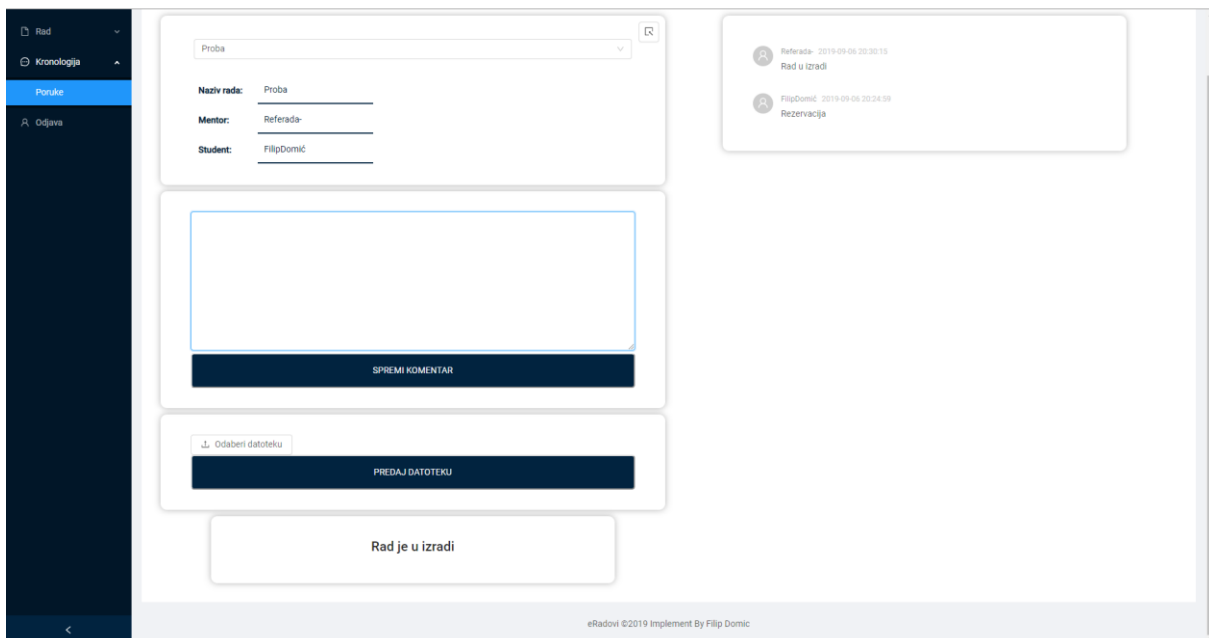 Rad
Kronologija
Poruke
Odjava
Proba
Naziv rada: Proba
Mentor: Referada-
Student: FilipDomić
SPREMI KOMENTAR
Odaberi datoteku
PREDAJ DATOTEKU
Rad je u izradi
Referada- 2019-09-06 20:30:15
Rad u izradi
FilipDomić 2019-09-06 20:24:59
Rezervacija
eRadovi ©2019 Implement By Filip Domic